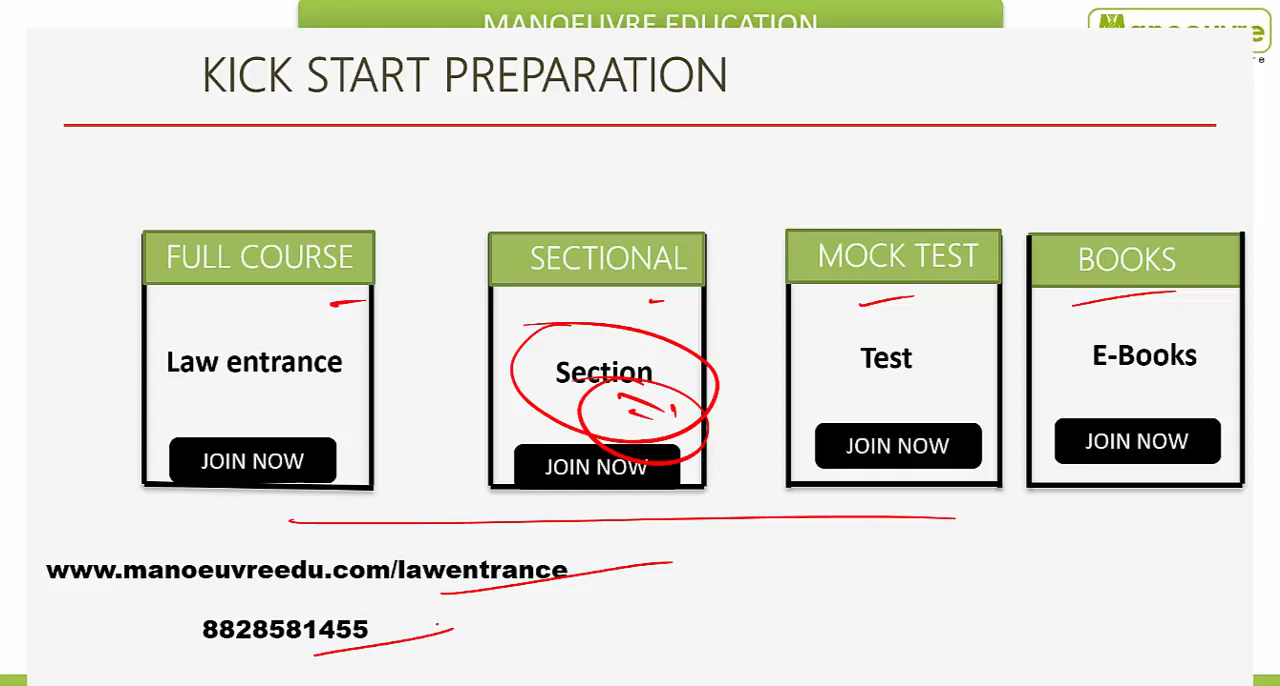 MANOEUVRE EDUCATION
Manoeuvre
KICK START PREPARATION
FULL COURSE
Law entrance
JOIN NOW
SECTIONAL
Section
JOIN NOW
MOCK TEST
Test
JOIN NOW
BOOKS
E-Books
JOIN NOW
www.manoeuvreedu.com/lawentrance
8828581455